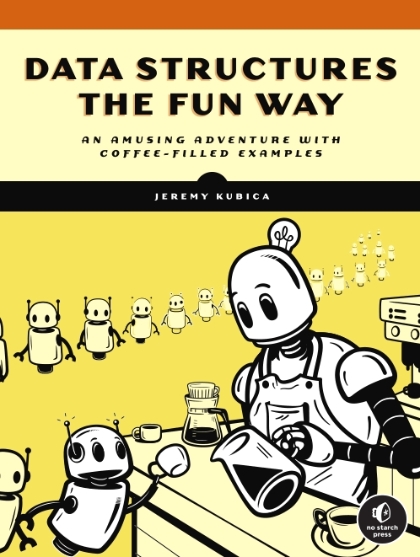 DATA STRUCTURES
THE FUN WAY
AN AMUSING ADVENTURE WITH
COFFEE-FILLED EXAMPLES
JEREMY KUBICA
no starch
press